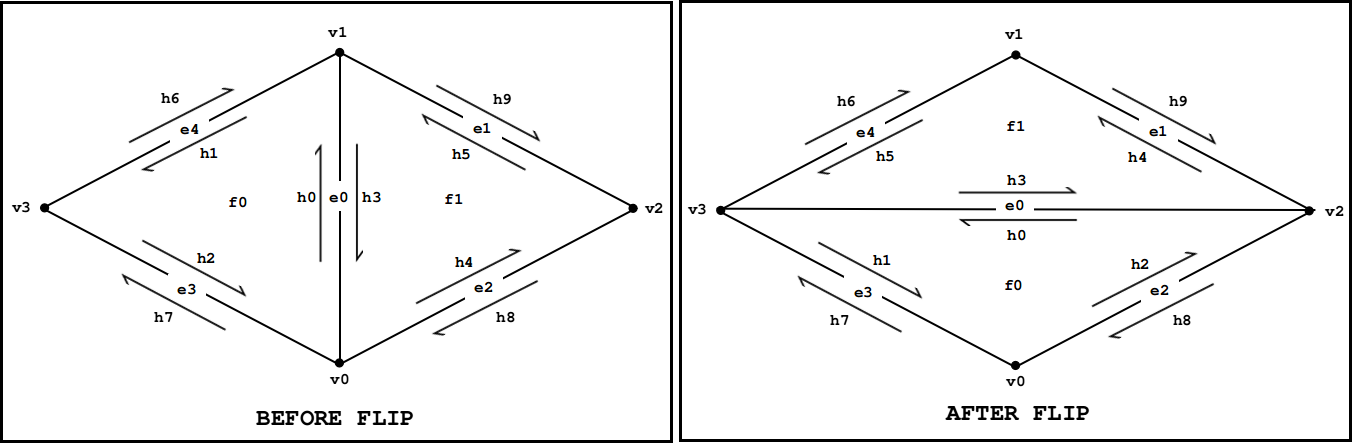 v1
h6
h9
e4
e1
h1
h5
v3
f0
h0
e0
h3
f1
v2
h2
h4
e3
e2
h7
h8
v0
BEFORE FLIP
v1
h6
h9
f1
e4
e1
h5
h4
h3
v3
e0
v2
h0
h1
h2
f0
e3
e2
h7
h8
v0
AFTER FLIP